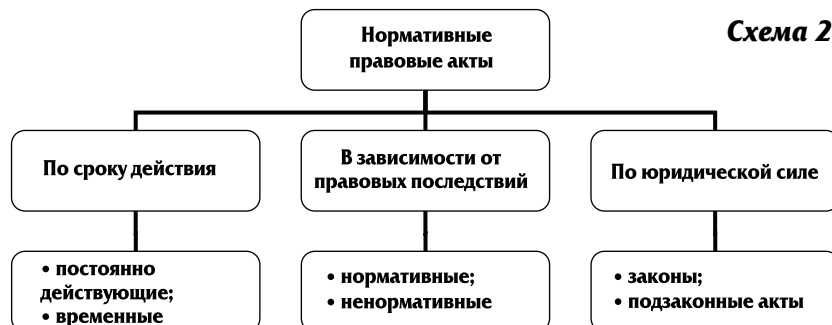 Схема 2
Нормативные
правовые акты
По сроку действия
В зависимости от
правовых последствий
По юридической силе
• постоянно
действующие;
• временные
• нормативные;
• ненормативные
• законы;
• подзаконные акты